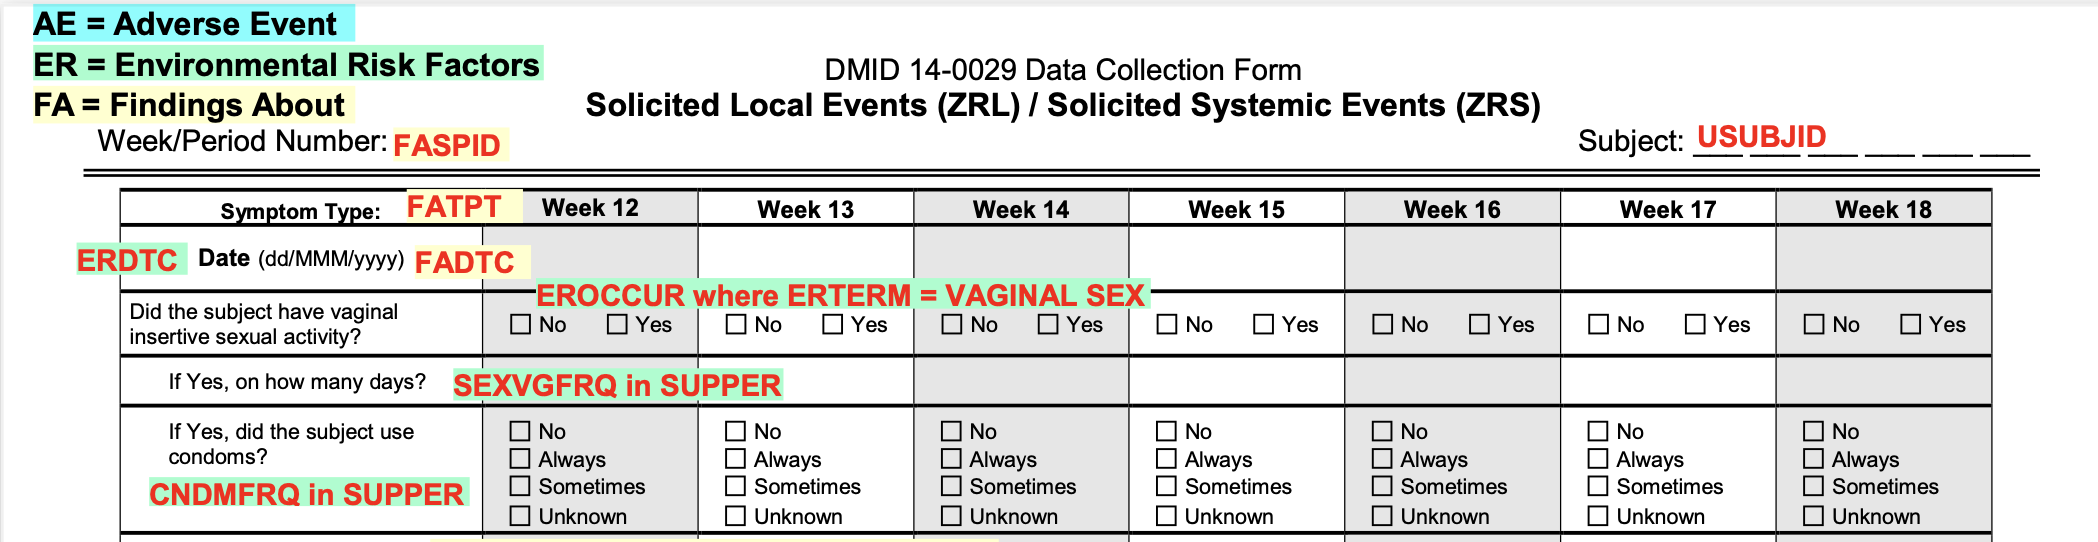 AE = Adverse Event
ER = Environmental Risk Factors
FA = Findings About
DMID 14-0029 Data Collection Form
Solicited Local Events (ZRL) / Solicited Systemic Events (ZRS)
Week/Period Number: FASPID
Subject: USUBJID
Symptom Type: FATPT Week 12 Week 13 Week 14 Week 15 Week 16 Week 17 Week 18
ERDTC Date (dd/MMM/yyyy) FADTC
EROCCUR where ERTERM = VAGINAL SEX
Did the subject have vaginal
insertive sexual activity?
No Yes No Yes No Yes No Yes No Yes No Yes No Yes
If Yes, on how many days? SEXVGFRQ in SUPPER
If Yes, did the subject use
condoms?
CNDMFRQ in SUPPER
No No No No No No No
Always Always Always Always Always Always Always
Sometimes Sometimes Sometimes Sometimes Sometimes Sometimes Sometimes
Unknown Unknown Unknown Unknown Unknown Unknown Unknown